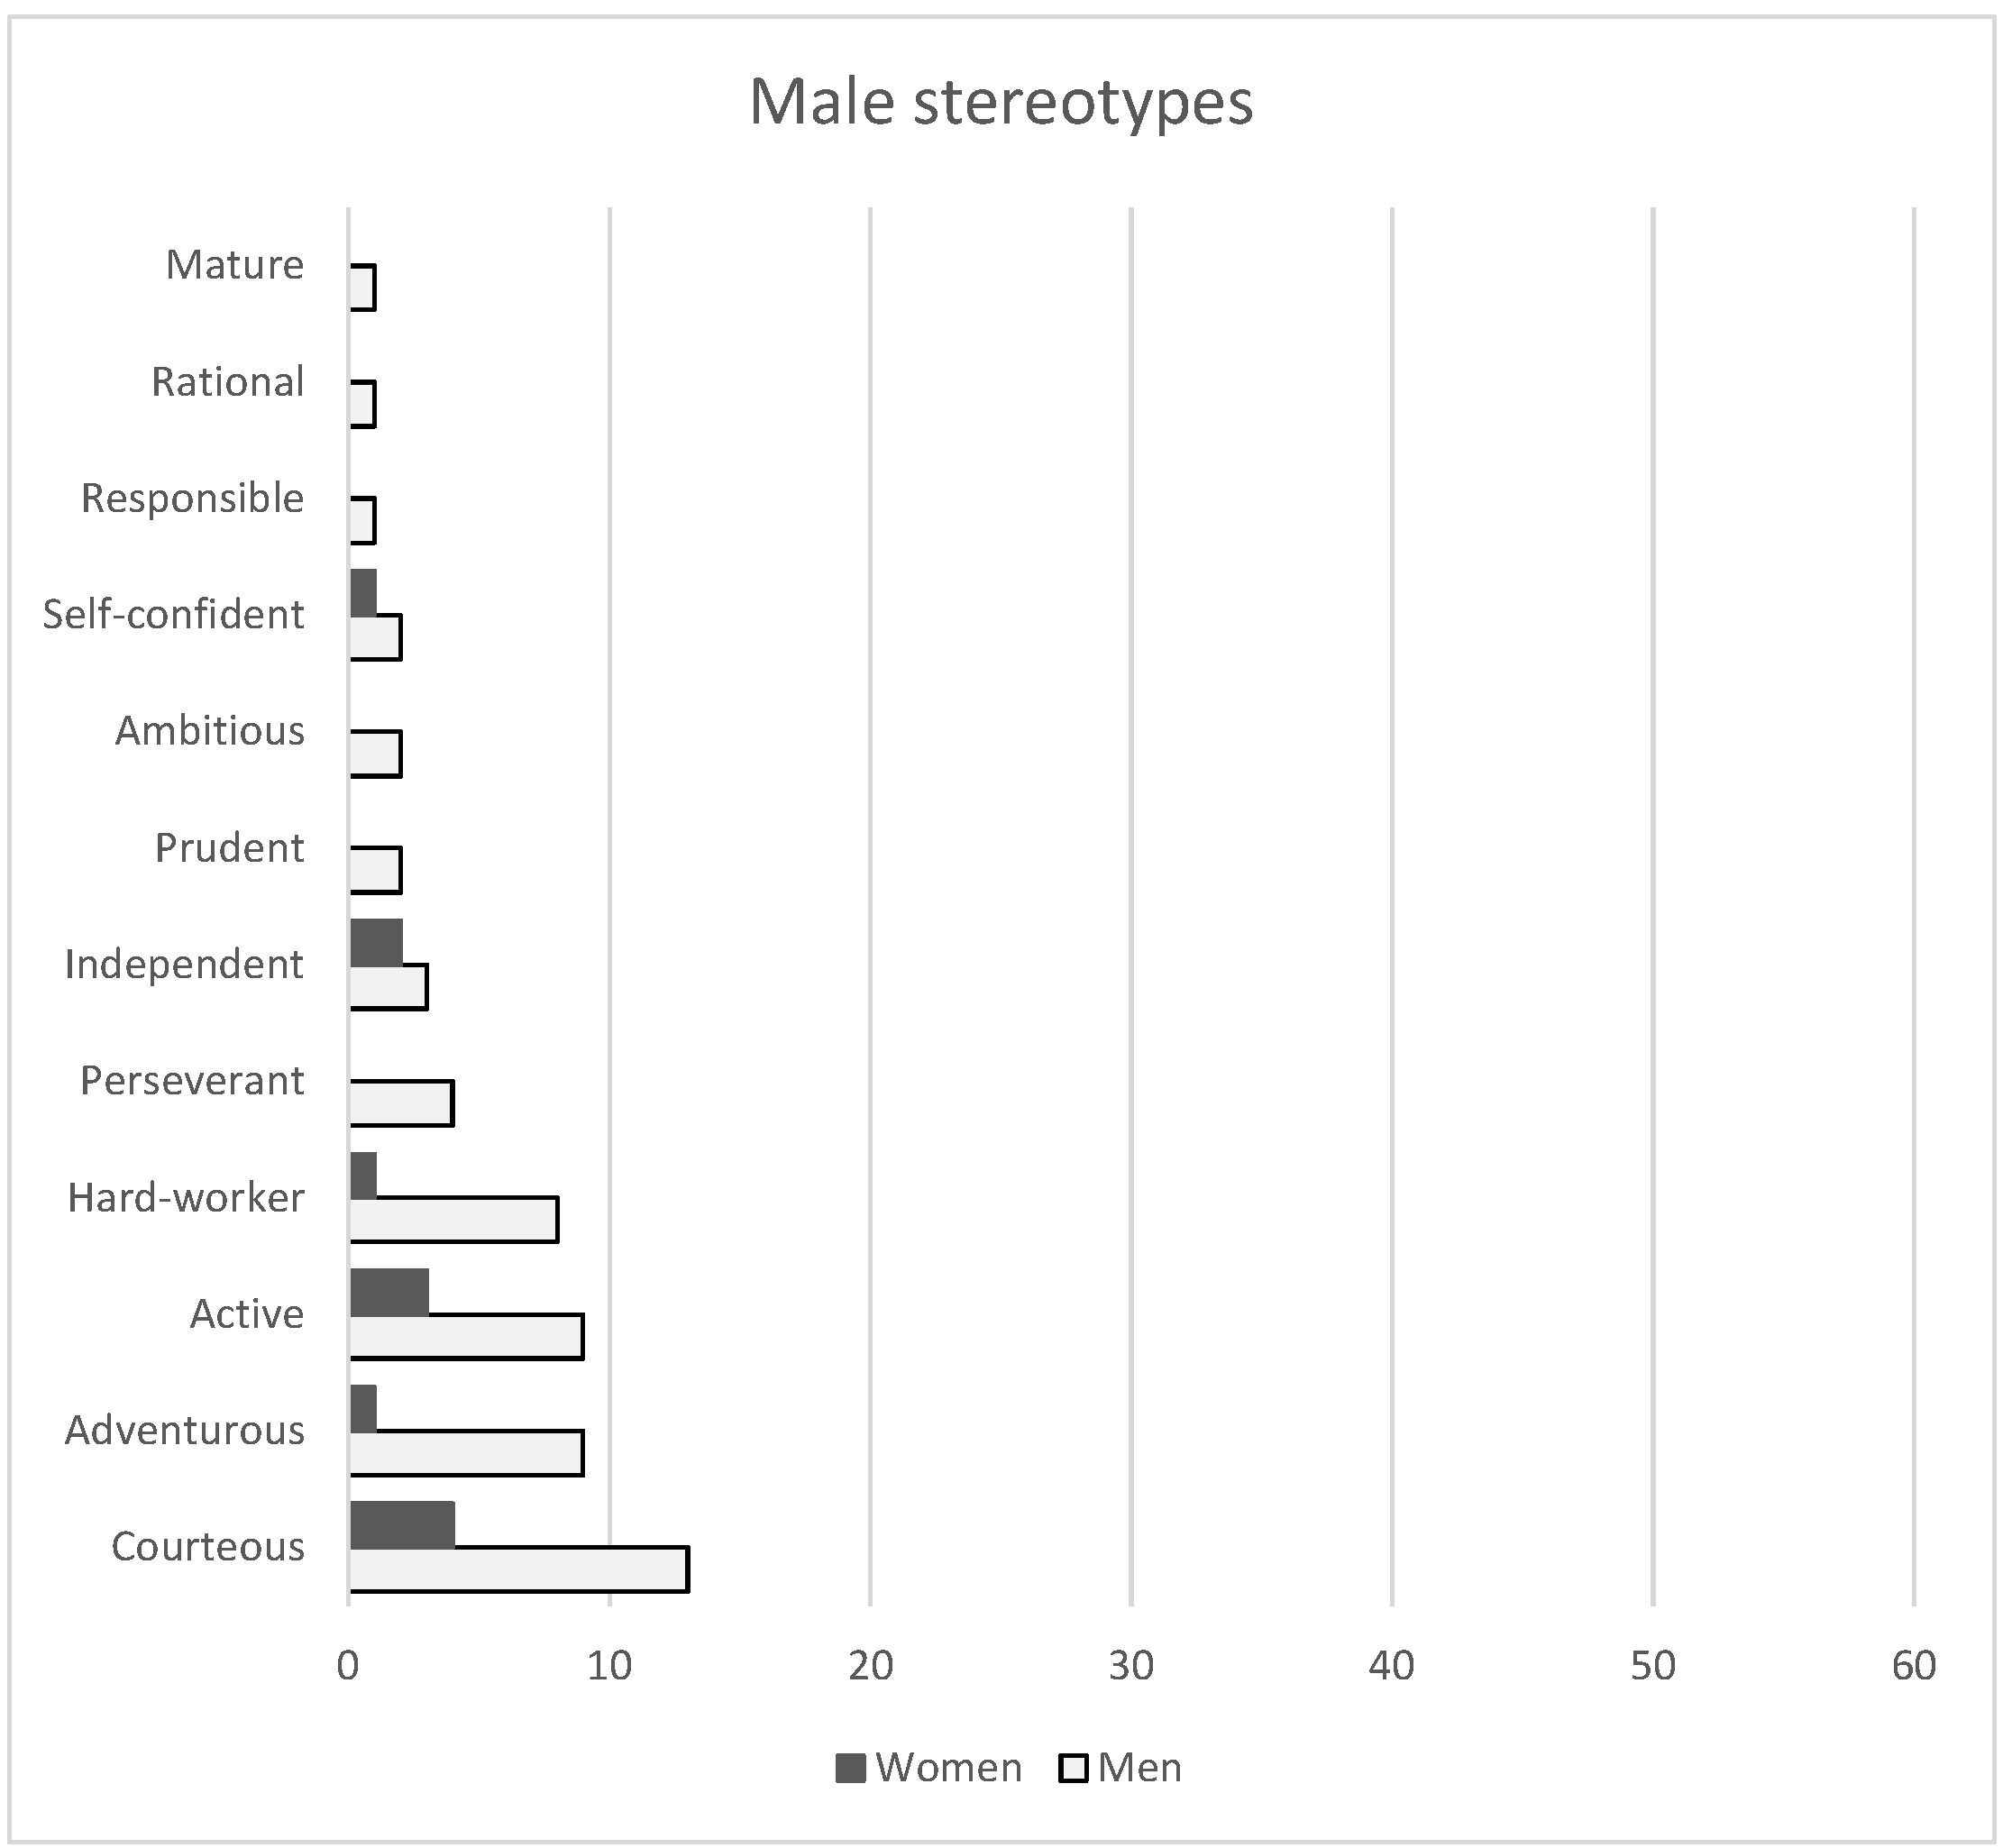 Male stereotypes
Mature
Rational
Responsible
Self-confident
Ambitious
Prudent
Independent
Perseverant
Hard-worker
Active
Adventurous
Courteous
0 10 20 30 40 50 60
Women Men